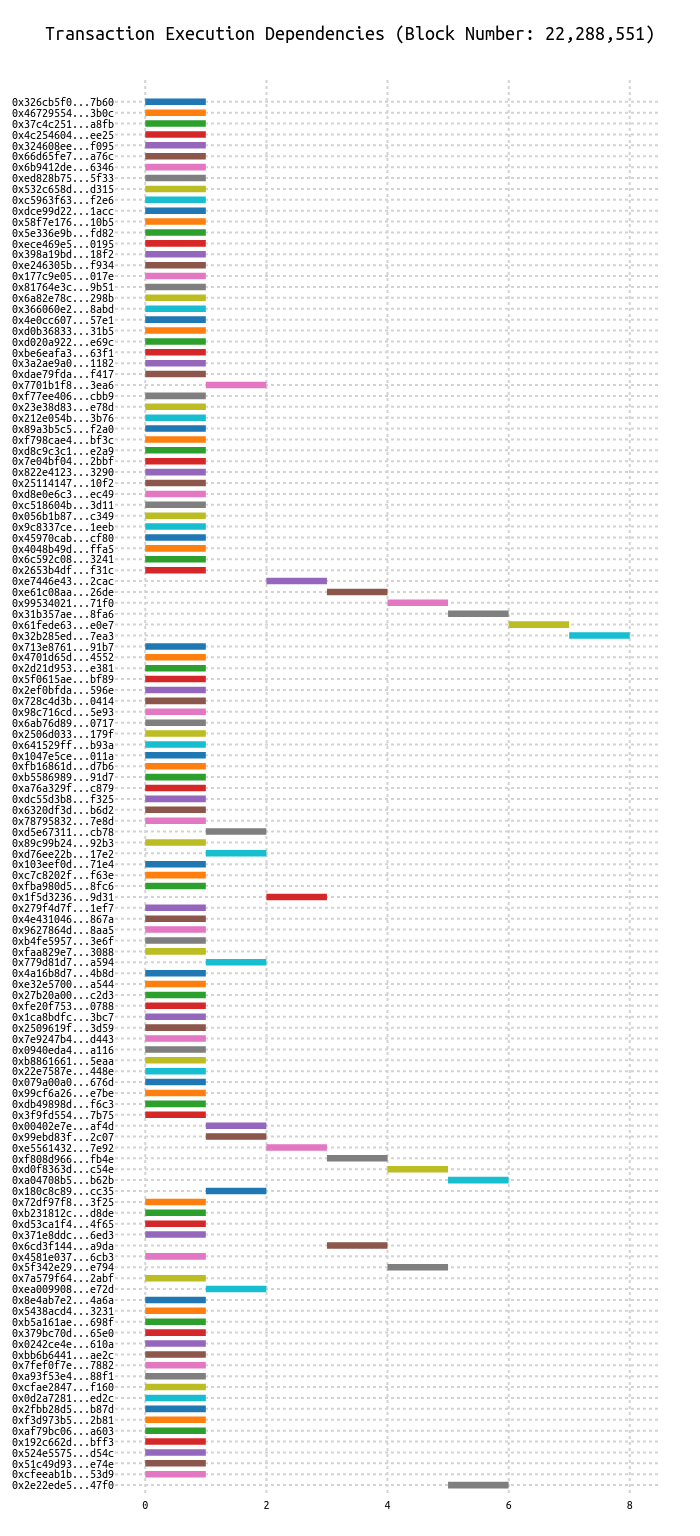 Transaction Execution Dependencies (Block Number: 22,288,551)
0x326cb5f0...7b60
0x46729554...3b0c
0x37c4c251...a8fb
0x4c254604...ee25
0x324608ee...f095
0x66d65fe7...a76c
0x6b9412de...6346
0xed828b75...5f33
0x532c658d...d315
0xc5963f63...f2e6
0xdce99d22...1acc
0x58f7e176...10b5
0x5e336e9b...fd82
0xece469e5...0195
0x398a19bd...18f2
0xe246305b...f934
0x177c9e05...017e
0x81764e3c...9b51
0x6a82e78c...298b
0x366060e2...8abd
0x4e0cc607...57e1
0xd0b36833...31b5
0xd020a922...e69c
0xbe6eafa3...63f1
0x3a2ae9a0...1182
0xdae79fda...f417
0x7701b1f8...3ea6
0xf77ee406...cbb9
0x23e38d83...e78d
0x212e054b...3b76
0x89a3b5c5...f2a0
0xf798cae4...bf3c
0xd8c9c3c1...e2a9
0x7e04bf04...2bbf
0x822e4123...3290
0x25114147...10f2
0xd8e0e6c3...ec49
0xc518604b...3d11
0x056b1b87...c349
0x9c8337ce...1eeb
0x45970cab...cf80
0x4048b49d...ffa5
0x6c592c08...3241
0x2653b4df...f31c
0xe7446e43...2cac
0xe61c08aa...26de
0x99534021...71f0
0x31b357ae...8fa6
0x61fede63...e0e7
0x32b285ed...7ea3
0x713e8761...91b7
0x4701d65d...4552
0x2d21d953...e381
0x5f0615ae...bf89
0x2ef0bfda...596e
0x728c4d3b...0414
0x98c716cd...5e93
0x6ab76d89...0717
0x2506d033...179f
0x641529ff...b93a
0x1047e5ce...011a
0xfb16861d...d7b6
0xb5586989...91d7
0xa76a329f...c879
0xdc55d3b8...f325
0x6320df3d...b6d2
0x78795832...7e8d
0xd5e67311...cb78
0x89c99b24...92b3
0xd76ee22b...17e2
0x103eef0d...71e4
0xc7c8202f...f63e
0xfba980d5...8fc6
0x1f5d3236...9d31
0x279f4d7f...1ef7
0x4e431046...867a
0x9627864d...8aa5
0xb4fe5957...3e6f
0xfaa829e7...3088
0x779d81d7...a594
0x4a16b8d7...4b8d
0xe32e5700...a544
0x27b20a00...c2d3
0xfe20f753...0788
0x1ca8bdfc...3bc7
0x2509619f...3d59
0x7e9247b4...d443
0x0940eda4...a116
0xb8861661...5eaa
0x22e7587e...448e
0x079a00a0...676d
0x99cf6a26...e7be
0xdb49898d...f6c3
0x3f9fd554...7b75
0x00402e7e...af4d
0x99ebd83f...2c07
0xe5561432...7e92
0xf808d966...fb4e
0xd0f8363d...c54e
0xa04708b5...b62b
0x180c8c89...cc35
0x72df97f8...3f25
0xb231812c...d8de
0xd53ca1f4...4f65
0x371e8ddc...6ed3
0x6cd3f144...a9da
0x4581e037...6cb3
0x5f342e29...e794
0x7a579f64...2abf
0xea009908...e72d
0x8e4ab7e2...4a6a
0x5438acd4...3231
0xb5a161ae...698f
0x379bc70d...65e0
0x0242ce4e...610a
0xbb6b6441...ae2c
0x7fef0f7e...7882
0xa93f53e4...88f1
0xcfae2847...f160
0x0d2a7281...ed2c
0x2fbb28d5...b87d
0xf3d973b5...2b81
0xaf79bc06...a603
0x192c662d...bff3
0x524e5575...d54c
0x51c49d93...e74e
0xcfeeab1b...53d9
0x2e22ede5...47f0
0 2 4 6 8